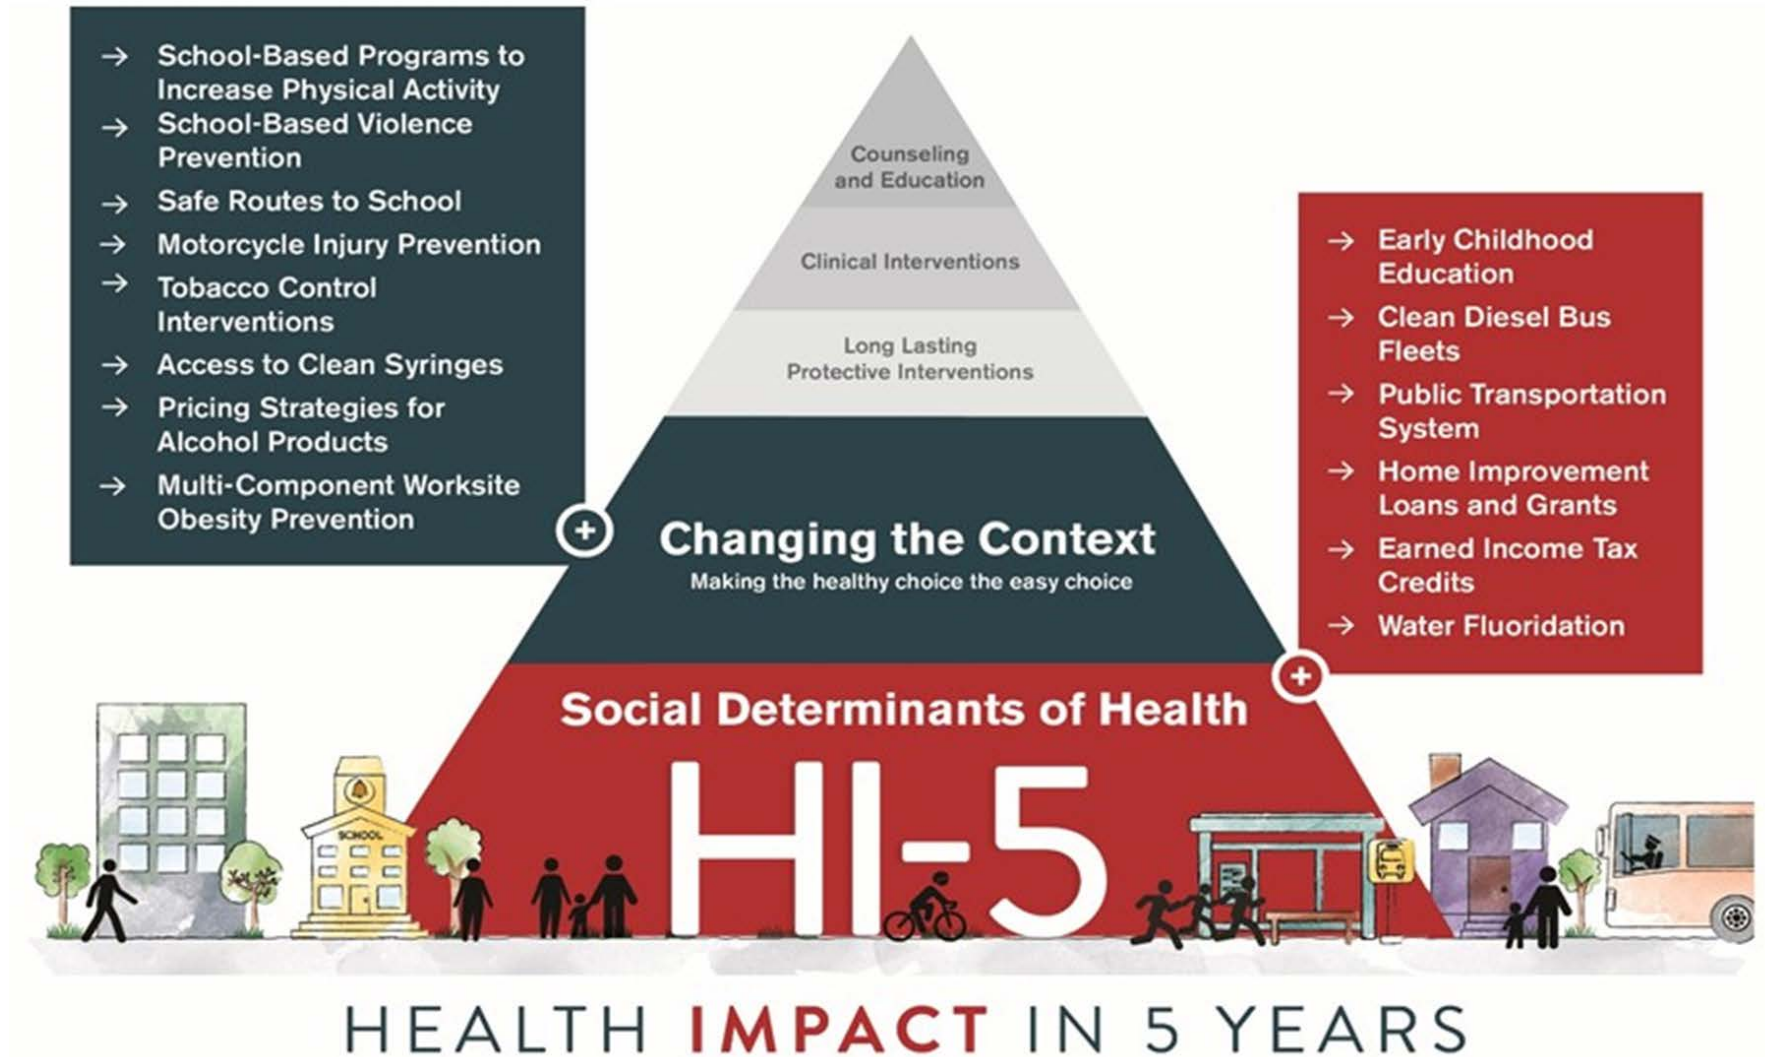 → School-Based Programs to
Increase Physical Activity
→ School-Based Violence
Prevention
→ Safe Routes to School
→ Motorcycle Injury Prevention
→ Tobacco Control
Interventions
→ Access to Clean Syringes
→ Pricing Strategies for
Alcohol Products
→ Multi-Component Worksite
Obesity Prevention
Counseling
and Education
Clinical Interventions
Long Lasting
Protective Interventions
Changing the Context
Making the healthy choice the easy choice
→ Early Childhood
Education
→ Clean Diesel Bus
Fleets
→ Public Transportation
System
→ Home Improvement
Loans and Grants
→ Earned Income Tax
Credits
→ Water Fluoridation
Social Determinants of Health
HI-5
SCHOOL
HEALTH IMPACT IN 5 YEARS